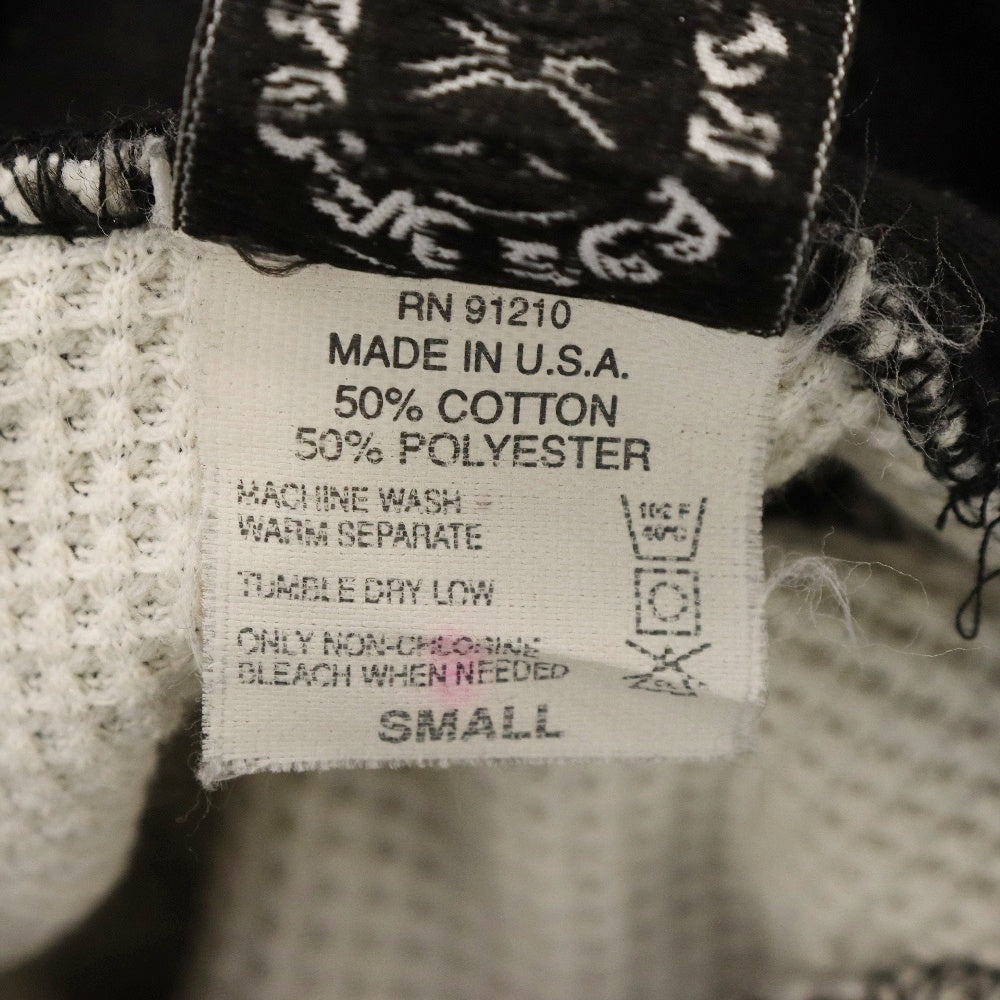 RN 91210
MADE IN U.S.A.
50% COTTON
50% POLYESTER
MACHINE WASH
WARM SEPARATE
TUMBLE DRY LOW
ONLY NON-CHLORINE
BLEACH WHEN NEEDED
SMALL